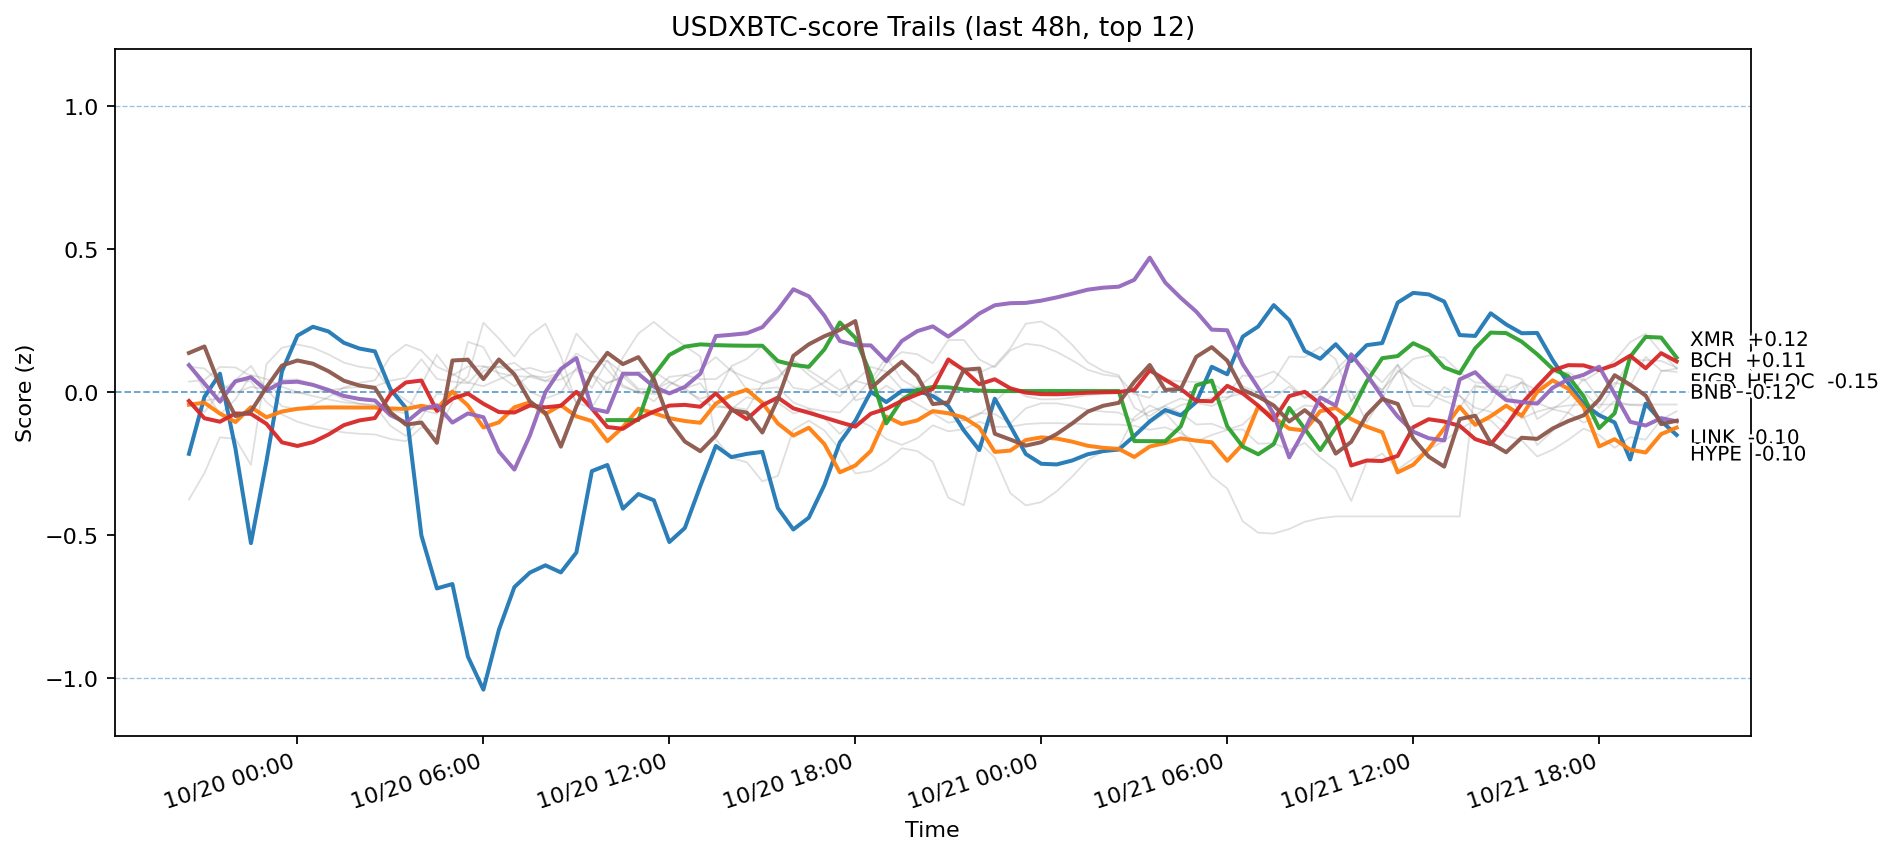 USDXBTC-score Trails (last 48h, top 12)
Score (z)
1.0
0.5
0.0
−0.5
−1.0
XMR +0.12
BCH +0.11
FIGR_HELOC -0.15
BNB -0.12
LINK -0.10
HYPE -0.10
10/20 00:00
10/20 06:00
10/20 12:00
10/20 18:00
10/21 00:00
10/21 06:00
10/21 12:00
10/21 18:00
Time